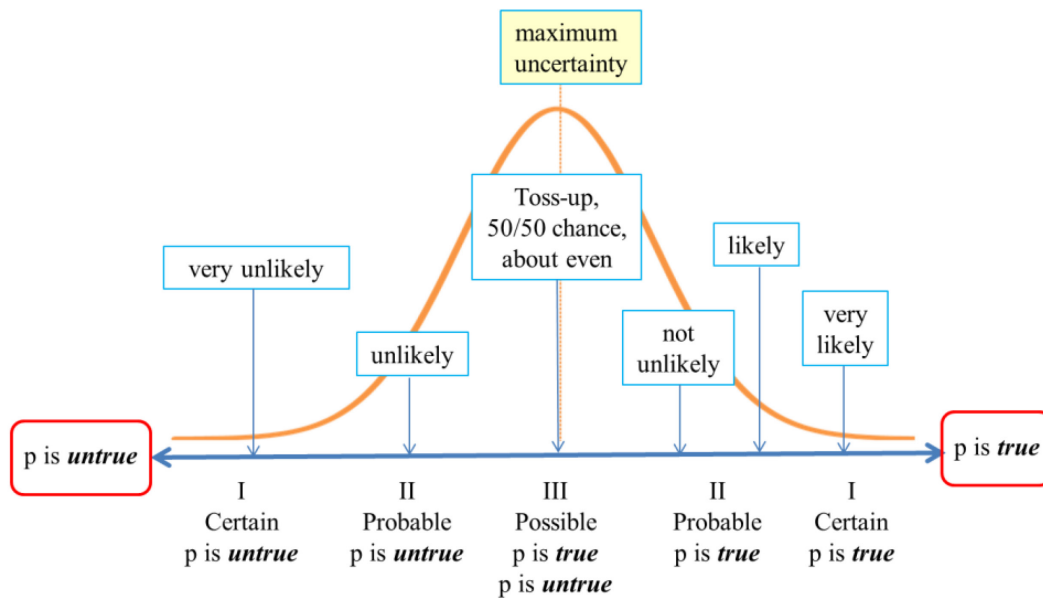 maximum
uncertainty
Toss-up,
50/50 chance,
about even
very unlikely
likely
very
likely
unlikely
not
unlikely
p is untrue
p is true
I
Certain
p is untrue
II
Probable
p is untrue
III
Possible
p is true
p is untrue
II
Probable
p is true
I
Certain
p is true